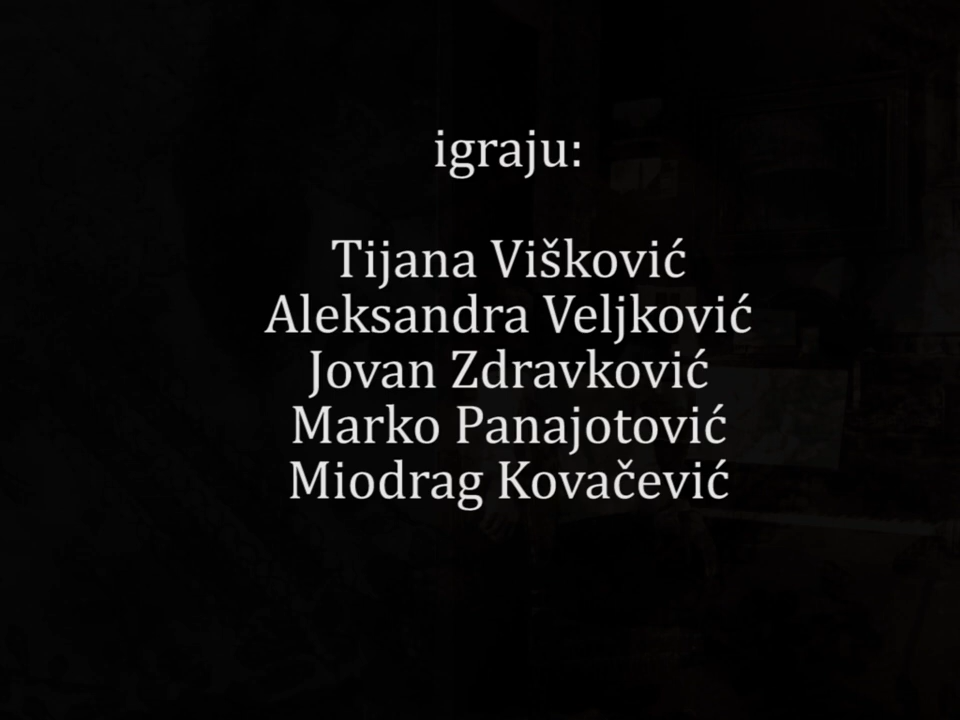 igraju:
Tijana Višković
Aleksandra Veljković
Jovan Zdravković
Marko Panajotović
Miodrag Kovačević